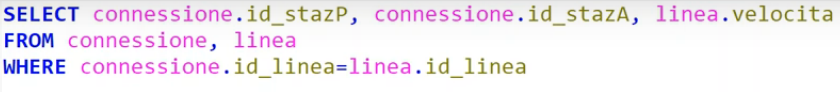 SELECT connessione.id_stazP, connessione.id_stazA, linea.velocita
FROM connessione, linea
WHERE connessione.id_linea=linea.id_linea